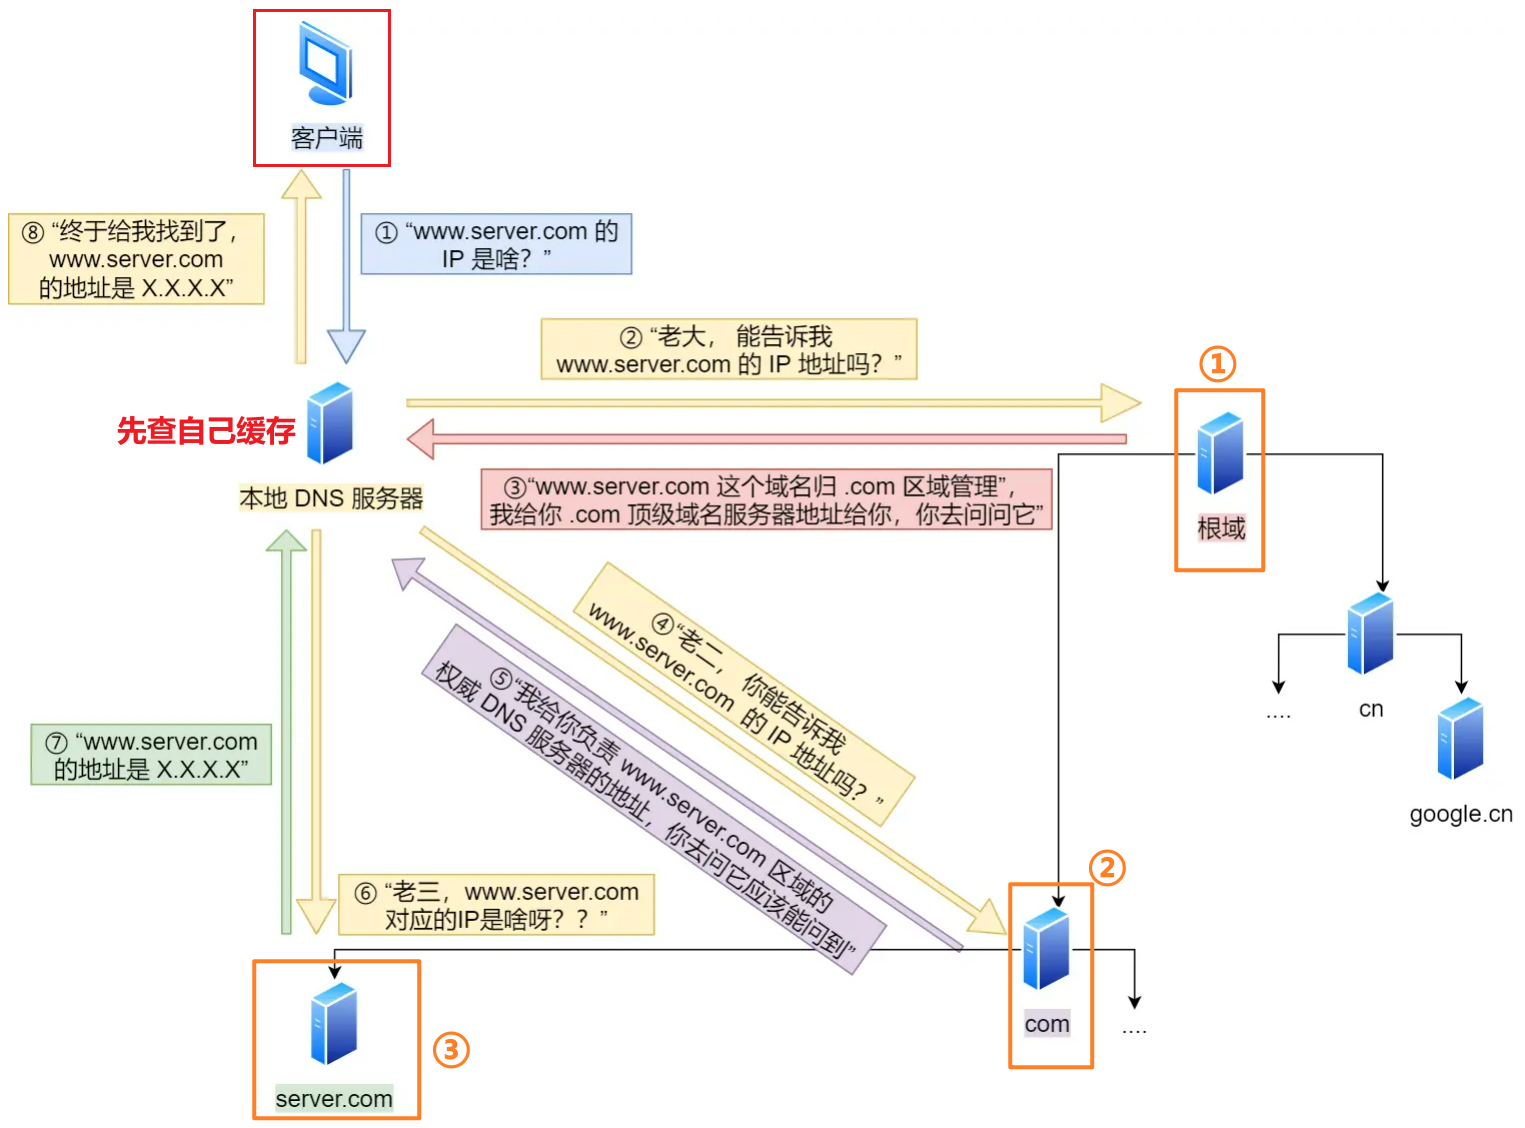 客户端
⑧ “终于给我找到了，
www.server.com
的地址是 X.X.X.X”
① “www.server.com 的
IP 是啥？”
② “老大， 能告诉我
www.server.com 的 IP 地址吗？”
①
先查自己缓存
本地 DNS 服务器
③“www.server.com 这个域名归 .com 区域管理”，
我给你 .com 顶级域名服务器地址给你，你去问问它”
根域
④“老二， 你能告诉我
www.server.com 的 IP 地址吗？”
⑤“我给你负责 www.server.com 区域的
权威 DNS 服务器的地址，你去问它应该能问到”
....
cn
google.cn
⑦ “www.server.com
的地址是 X.X.X.X”
⑥ “老三，www.server.com
对应的IP是啥呀？？”
②
com
....
③
server.com